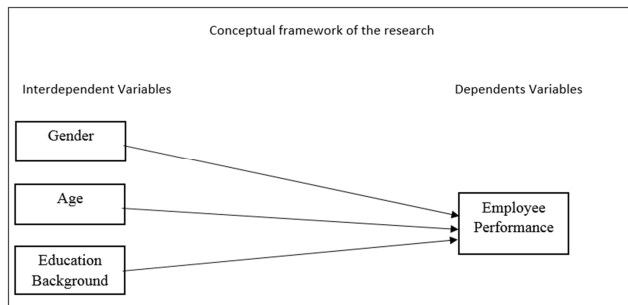 Conceptual framework of the research
Interdependent Variables
Dependents Variables
Gender
Age
Employee
Performance
Education
Background